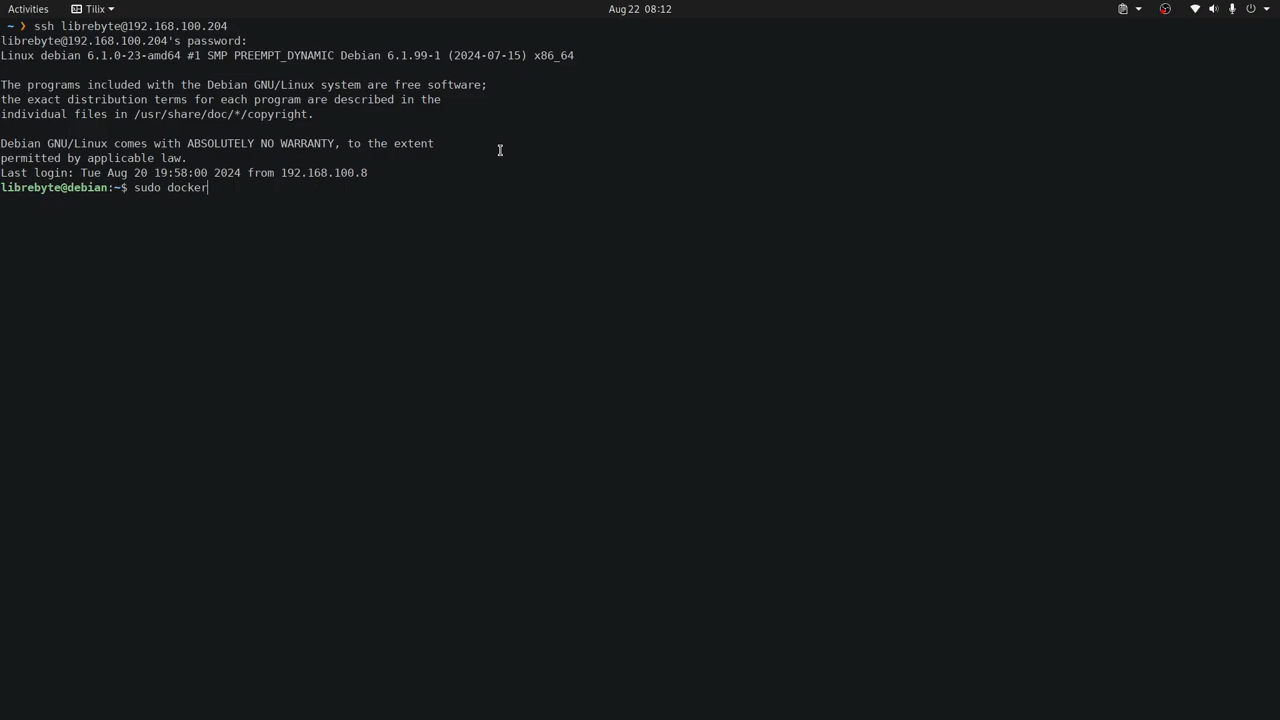 Activities Tilix Aug 22 08:12
~ ❯ ssh librebyte@192.168.100.204
librebyte@192.168.100.204's password:
Linux debian 6.1.0-23-amd64 #1 SMP PREEMPT_DYNAMIC Debian 6.1.99-1 (2024-07-15) x86_64
The programs included with the Debian GNU/Linux system are free software;
the exact distribution terms for each program are described in the
individual files in /usr/share/doc/*/copyright.
Debian GNU/Linux comes with ABSOLUTELY NO WARRANTY, to the extent
permitted by applicable law.
Last login: Tue Aug 20 19:58:00 2024 from 192.168.100.8
librebyte@debian:~$ sudo docker